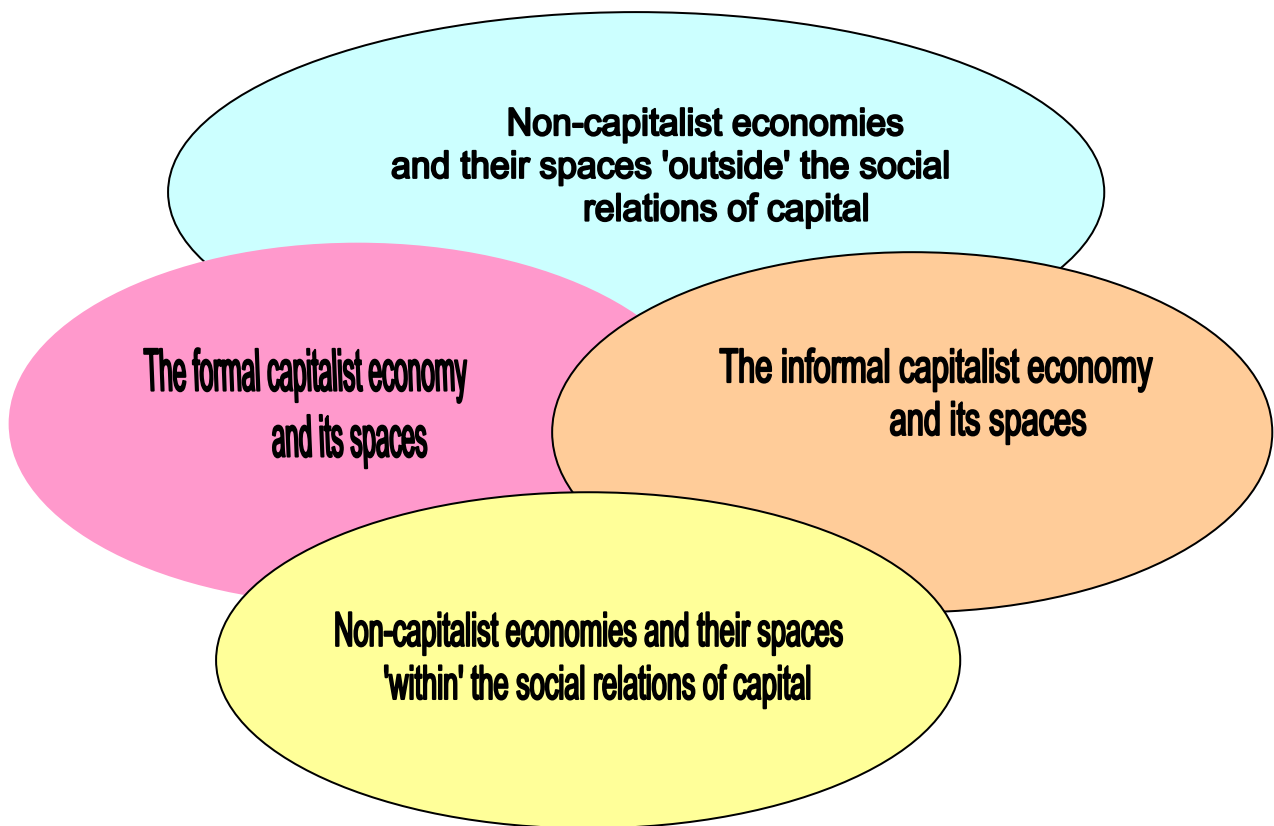 Non-capitalist economies
and their spaces 'outside' the social
relations of capital
The formal capitalist economy
and its spaces
The informal capitalist economy
and its spaces
Non-capitalist economies and their spaces
'within' the social relations of capital